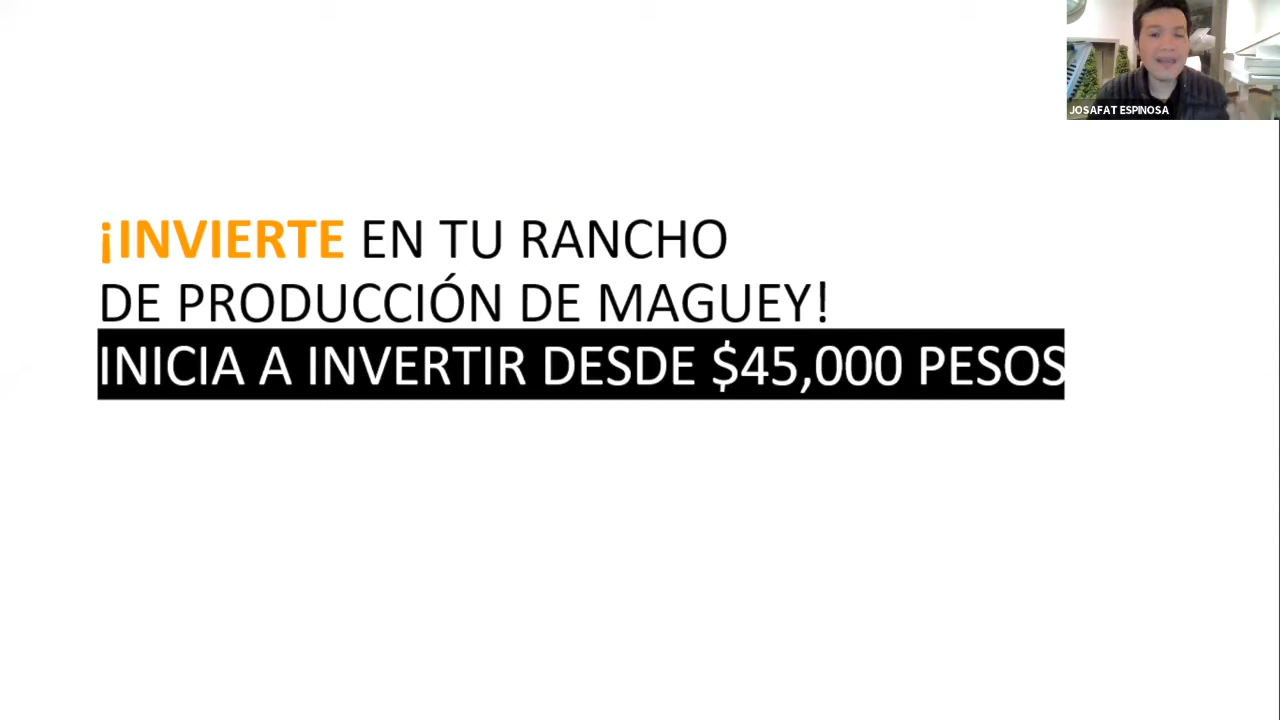 JOSAFAT ESPINOSA
¡INVIERTE EN TU RANCHO
DE PRODUCCIÓN DE MAGUEY!
INICIA A INVERTIR DESDE $45,000 PESOS